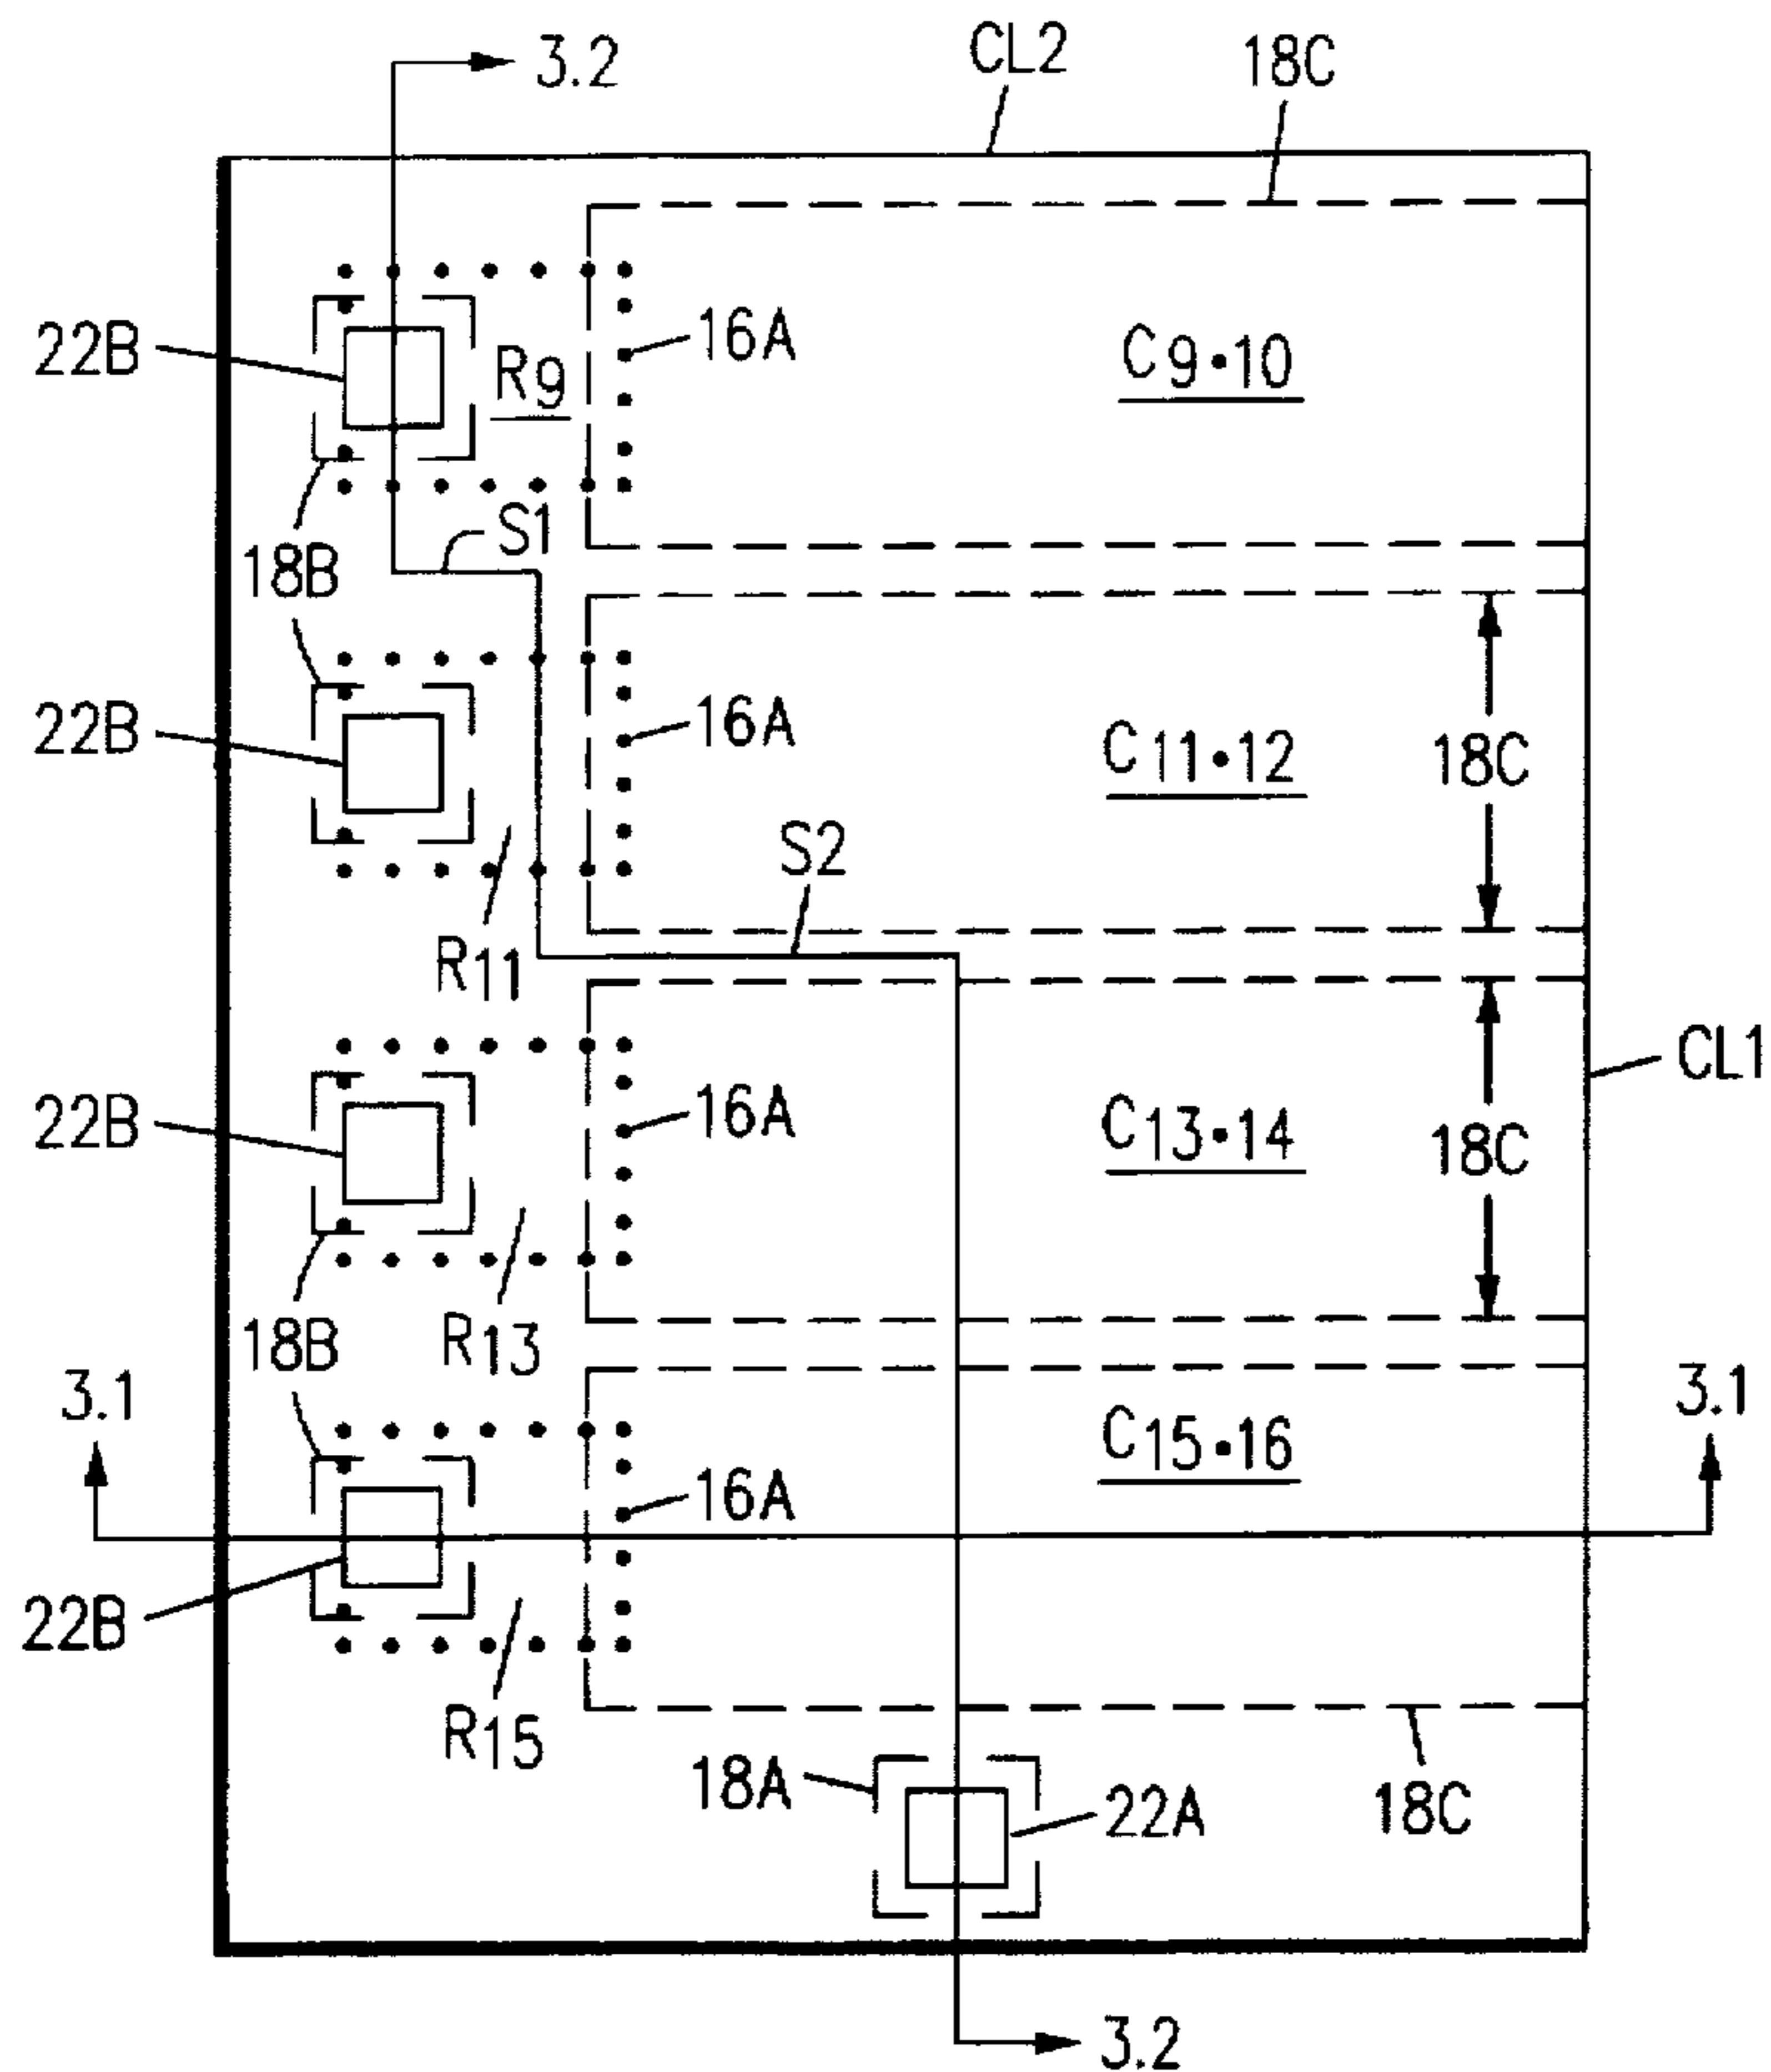 3.2
CL2
18C
22B
R9
16A
C9·10
S1
18B
22B
16A
C11·12
18C
S2
R11
22B
16A
C13·14
18C
CL1
18B
R13
3.1
3.1
C15·16
16A
22B
R15
18A
22A
18C
3.2